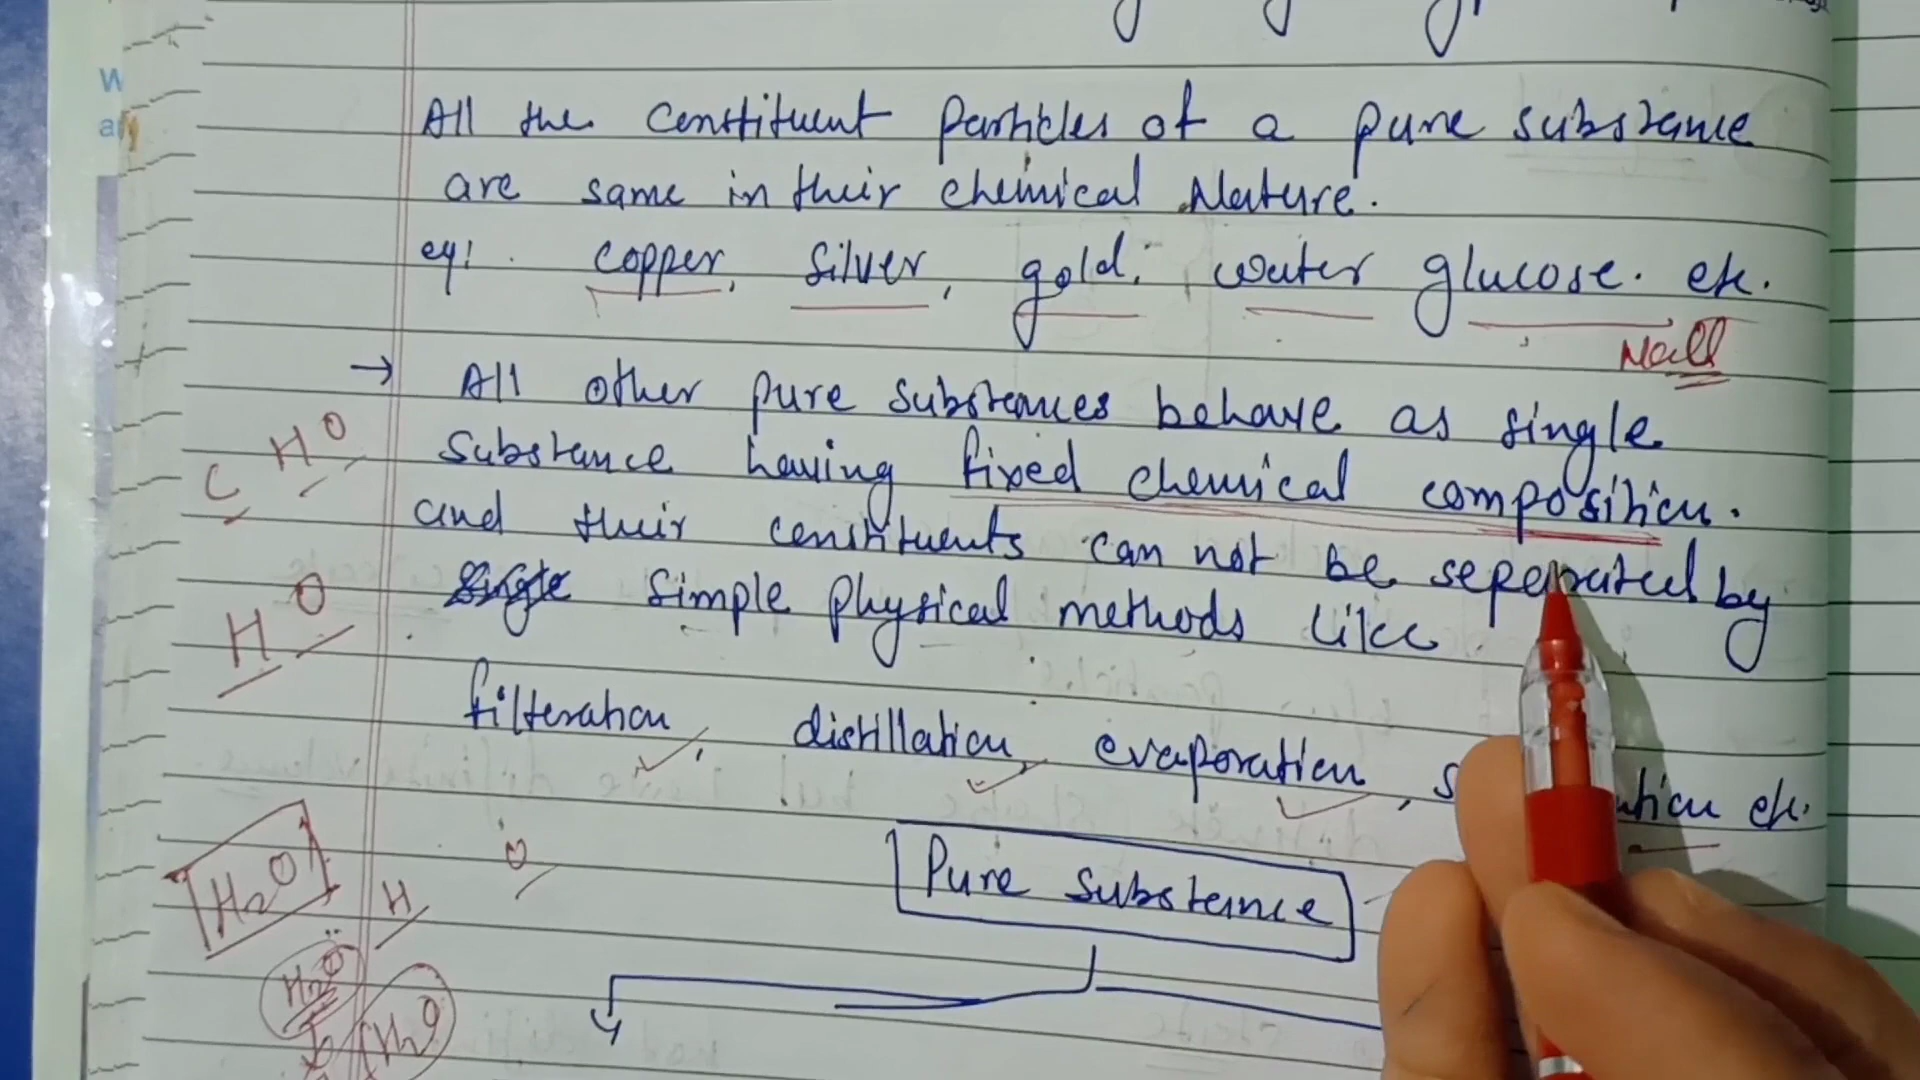 All the constituent particles of a pure substance
are same in their chemical Nature.
eg: copper, silver, gold, water glucose. etc.
NaCl
→ All other pure substances behave as single
C H O
substance having fixed chemical composition.
and their constituents can not be seperated by
H O
simple physical methods like
filteration, distillation, evaporation, etc.
H2O H O
Pure substance
H2O
H2O